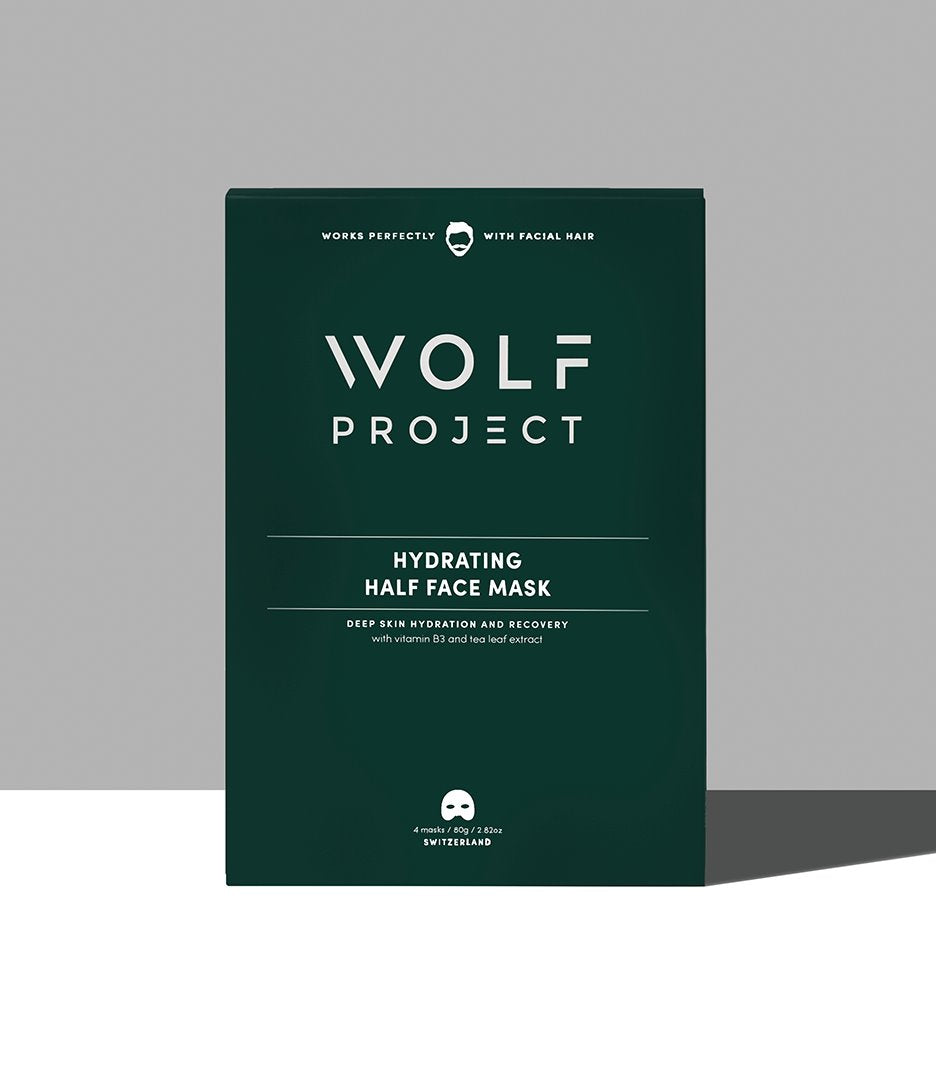 WORKS PERFECTLY WITH FACIAL HAIR
WOLF
PROJECT
HYDRATING
HALF FACE MASK
DEEP SKIN HYDRATION AND RECOVERY
with vitamin B3 and tea leaf extract
4 masks / 80g / 2.82oz
SWITZERLAND